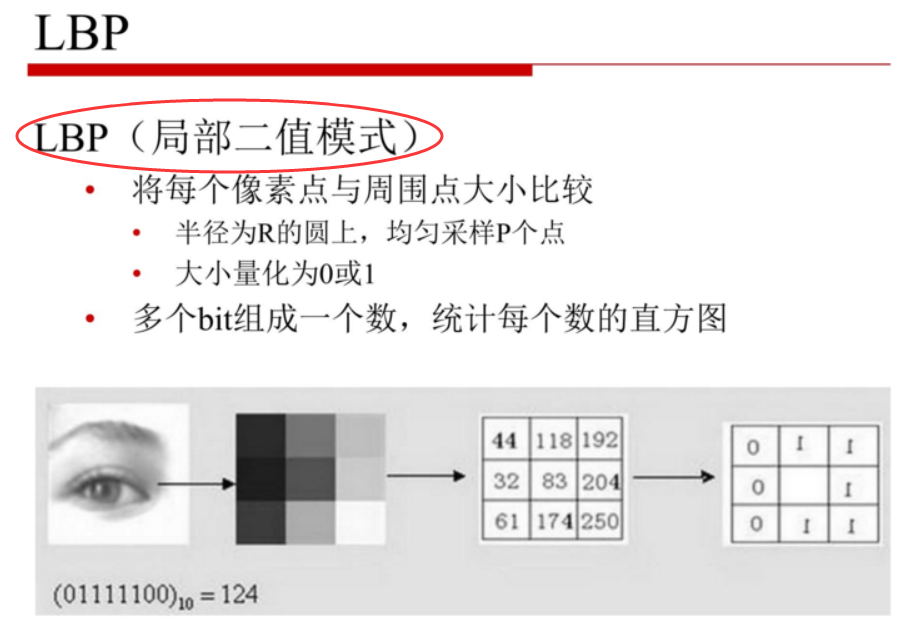 LBP
LBP（局部二值模式）
• 将每个像素点与周围点大小比较
• 半径为R的圆上，均匀采样P个点
• 大小量化为0或1
• 多个bit组成一个数，统计每个数的直方图
44 118 192
32 83 204
61 174 250
0 1 1
0 1
0 1 1
(01111100)₁₀ = 124